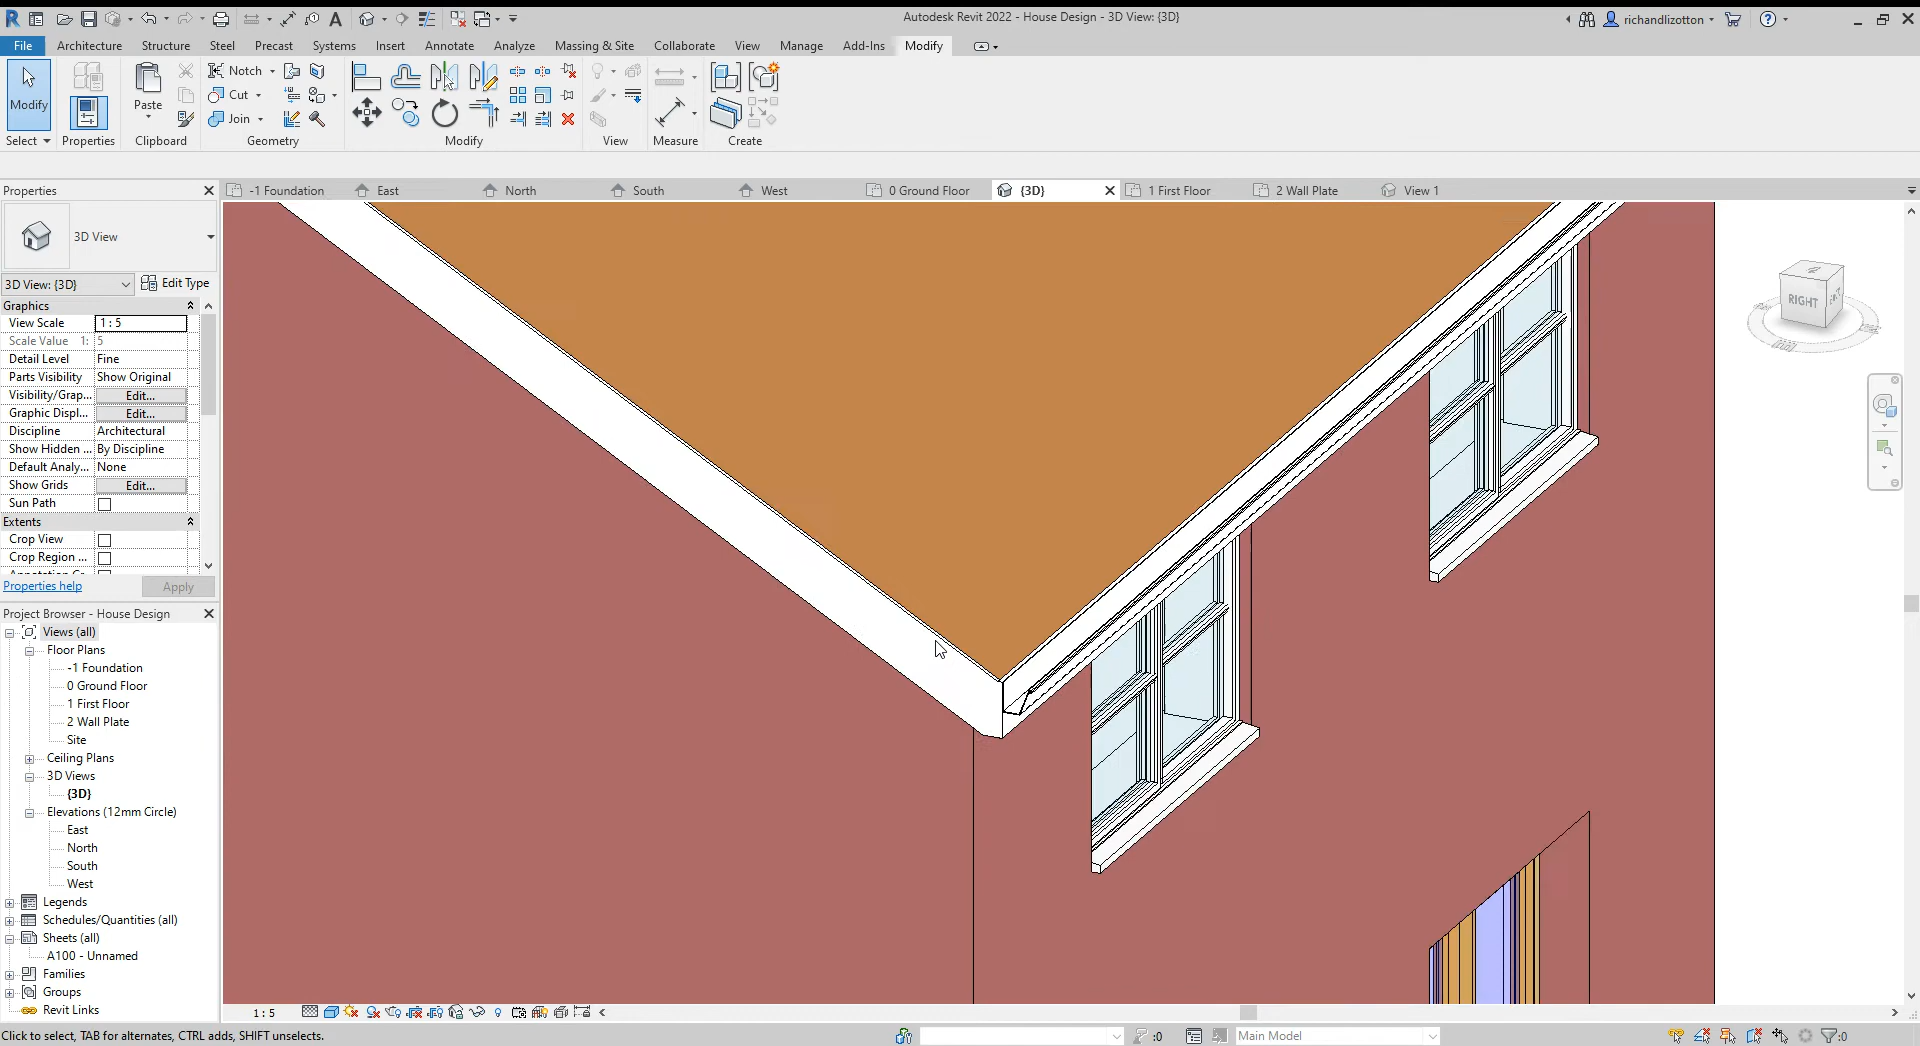 Autodesk Revit 2022 - House Design - 3D View: {3D}
richandlizotton
File Architecture Structure Steel Precast Systems Insert Annotate Analyze Massing & Site Collaborate View Manage Add-Ins Modify
Notch
Modify
Paste
Cut
Join
Select Properties Clipboard Geometry Modify View Measure Create
Properties
-1 Foundation East North South West 0 Ground Floor {3D} 1 First Floor 2 Wall Plate View 1
3D View
3D View: {3D} Edit Type
Graphics
View Scale 1 : 5
Scale Value 1: 5
Detail Level Fine
Parts Visibility Show Original
Visibility/Grap... Edit...
Graphic Displ... Edit...
Discipline Architectural
Show Hidden ... By Discipline
Default Analy... None
Show Grids Edit...
Sun Path
Extents
Crop View
Crop Region ...
Properties help Apply
Project Browser - House Design
Views (all)
Floor Plans
-1 Foundation
0 Ground Floor
1 First Floor
2 Wall Plate
Site
Ceiling Plans
3D Views
{3D}
Elevations (12mm Circle)
East
North
South
West
Legends
Schedules/Quantities (all)
Sheets (all)
A100 - Unnamed
Families
Groups
Revit Links
RIGHT
1 : 5
Click to select, TAB for alternates, CTRL adds, SHIFT unselects.
:0
Main Model
:0